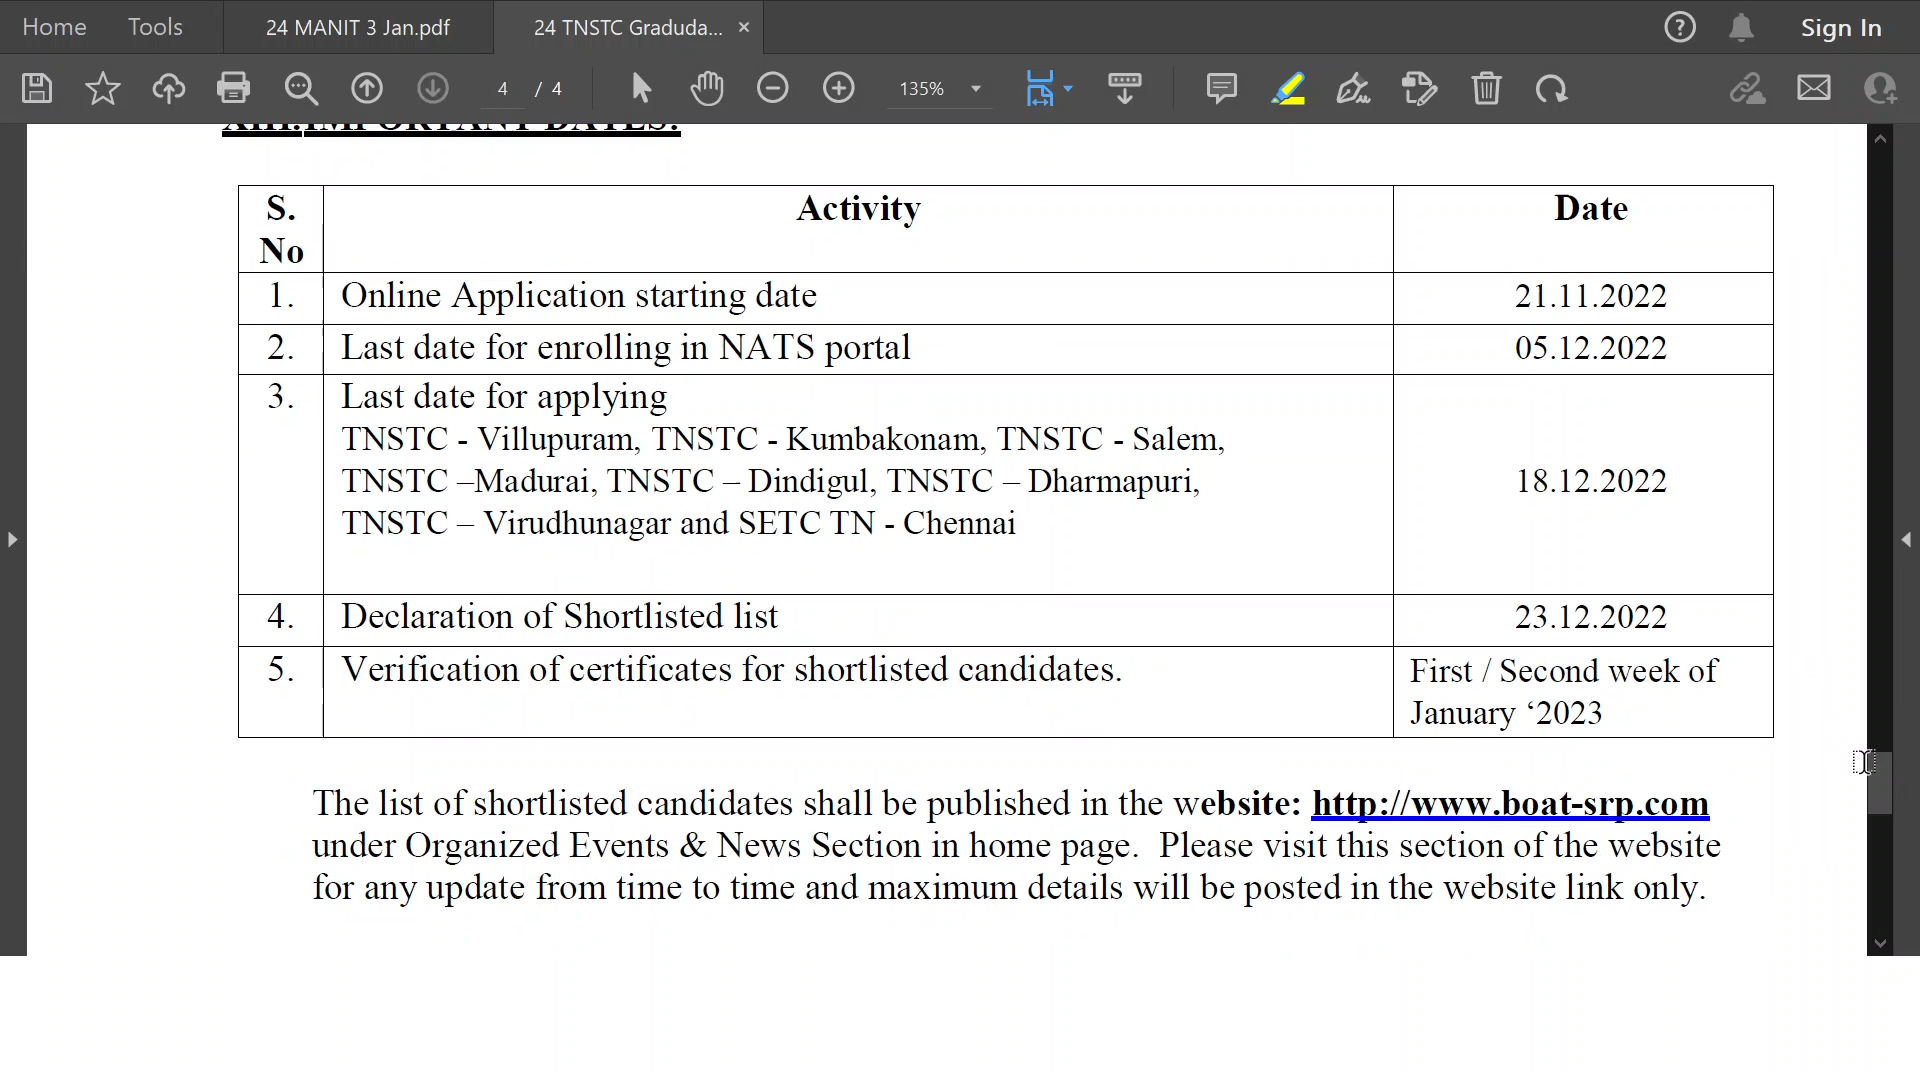 Home Tools 24 MANIT 3 Jan.pdf 24 TNSTC Graduda... × Sign In
4 / 4 135%
XIII.IMPORTANT DATES:
S. No Activity Date
1. Online Application starting date 21.11.2022
2. Last date for enrolling in NATS portal 05.12.2022
3. Last date for applying
TNSTC - Villupuram, TNSTC - Kumbakonam, TNSTC - Salem,
TNSTC –Madurai, TNSTC – Dindigul, TNSTC – Dharmapuri, 18.12.2022
TNSTC – Virudhunagar and SETC TN - Chennai
4. Declaration of Shortlisted list 23.12.2022
5. Verification of certificates for shortlisted candidates. First / Second week of
January ‘2023
The list of shortlisted candidates shall be published in the website: http://www.boat-srp.com
under Organized Events & News Section in home page. Please visit this section of the website
for any update from time to time and maximum details will be posted in the website link only.